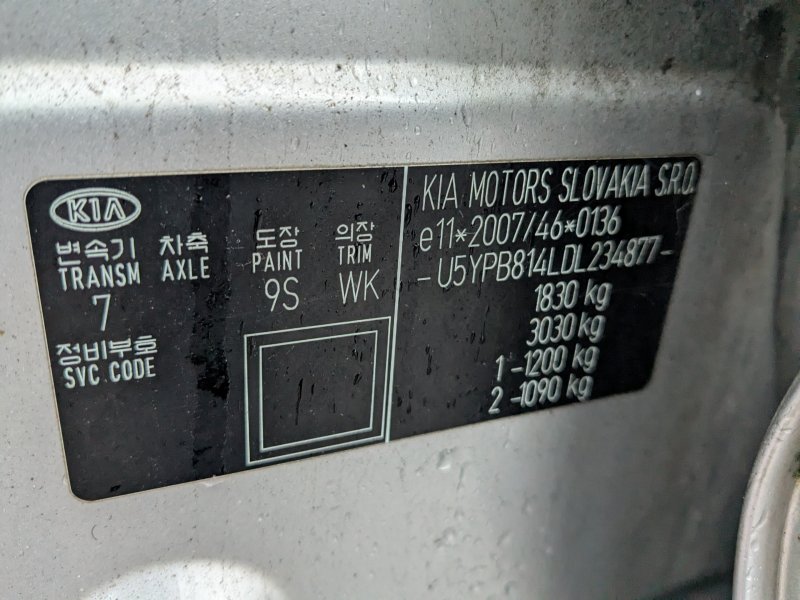 KIA
변속기 차축 도장 의장
TRANSM AXLE PAINT TRIM
7 9S WK
정비부호
SVC CODE
KIA MOTORS SLOVAKIA S.R.O.
e11*2007/46*0136
- U5YPB814LDL234877 -
1830 kg
3030 kg
1 -1200 kg
2 -1090 kg